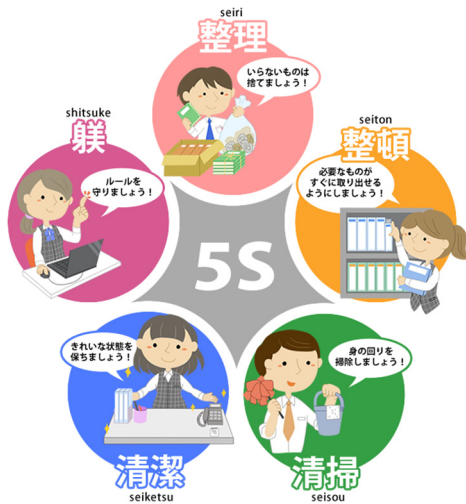 seiri
整理
いらないものは
捨てましょう！
seiton
整頓
必要なものが
すぐに取り出せる
ようにしましょう！
shitsuke
躾
ルールを
守りましょう！
5S
きれいな状態を
保ちましょう！
清潔
seiketsu
身の回りを
掃除しましょう！
清掃
seisou